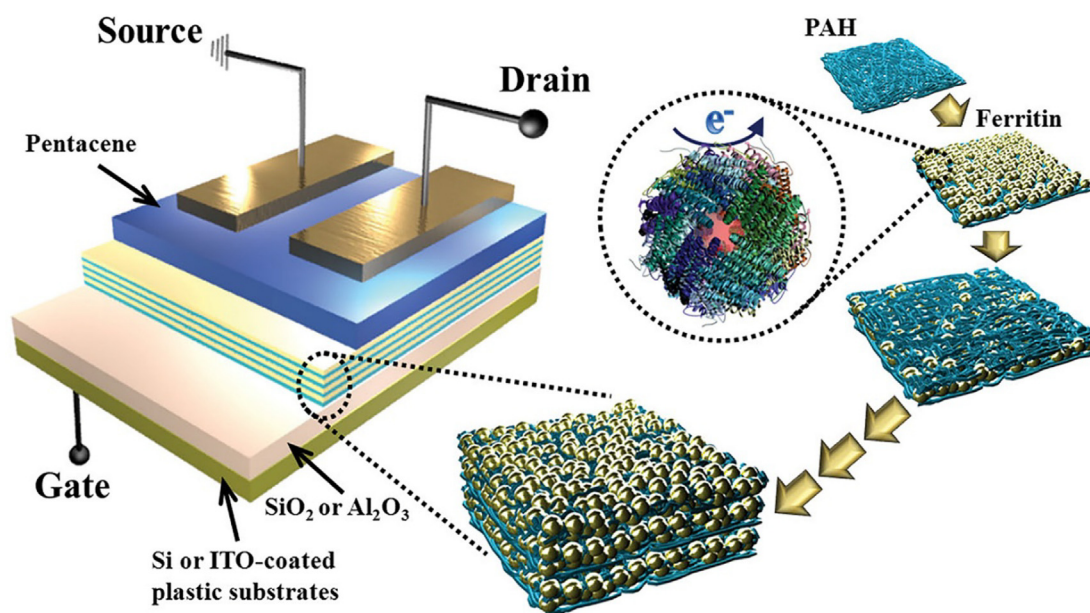 Source
Drain
Pentacene
Gate
SiO₂ or Al₂O₃
Si or ITO-coated
plastic substrates
PAH
Ferritin
e⁻